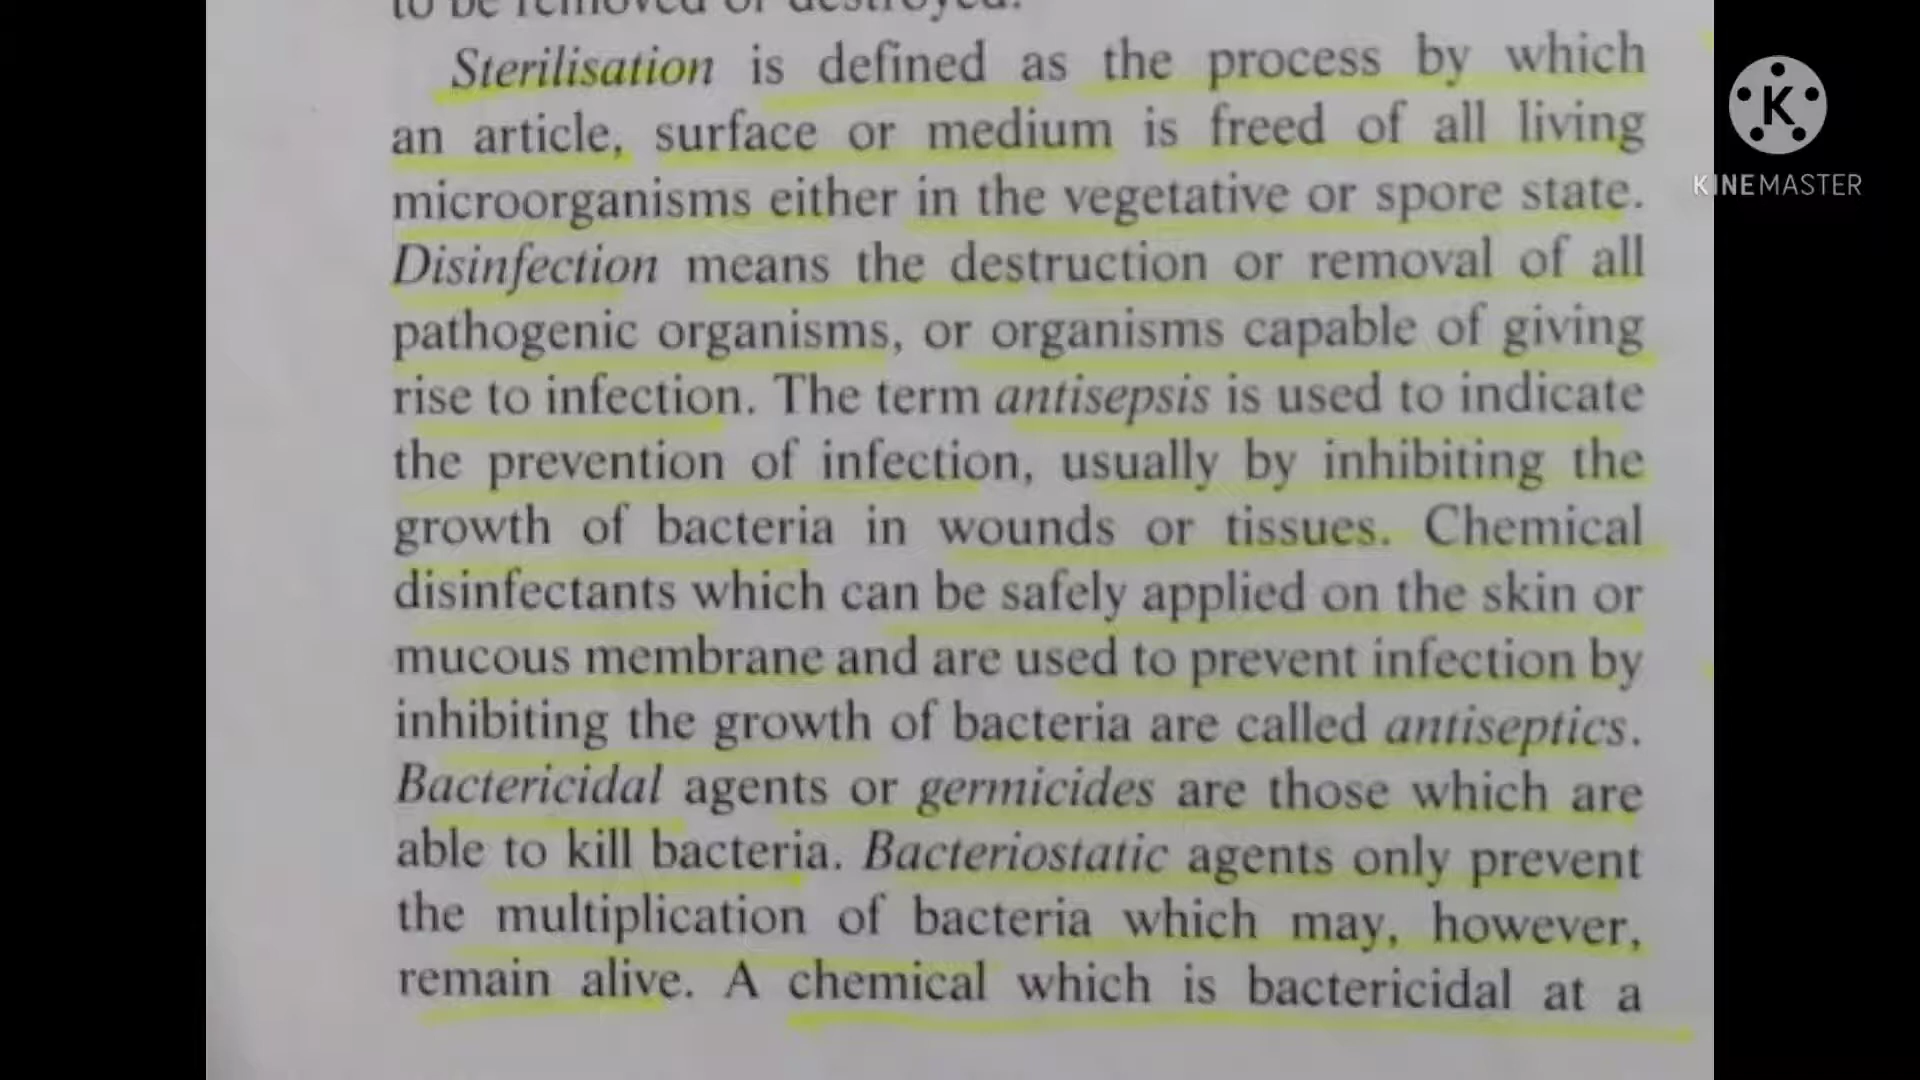 to be removed or destroyed.
Sterilisation is defined as the process by which
an article, surface or medium is freed of all living
microorganisms either in the vegetative or spore state.
Disinfection means the destruction or removal of all
pathogenic organisms, or organisms capable of giving
rise to infection. The term antisepsis is used to indicate
the prevention of infection, usually by inhibiting the
growth of bacteria in wounds or tissues. Chemical
disinfectants which can be safely applied on the skin or
mucous membrane and are used to prevent infection by
inhibiting the growth of bacteria are called antiseptics.
Bactericidal agents or germicides are those which are
able to kill bacteria. Bacteriostatic agents only prevent
the multiplication of bacteria which may, however,
remain alive. A chemical which is bactericidal at a
K
KINEMASTER